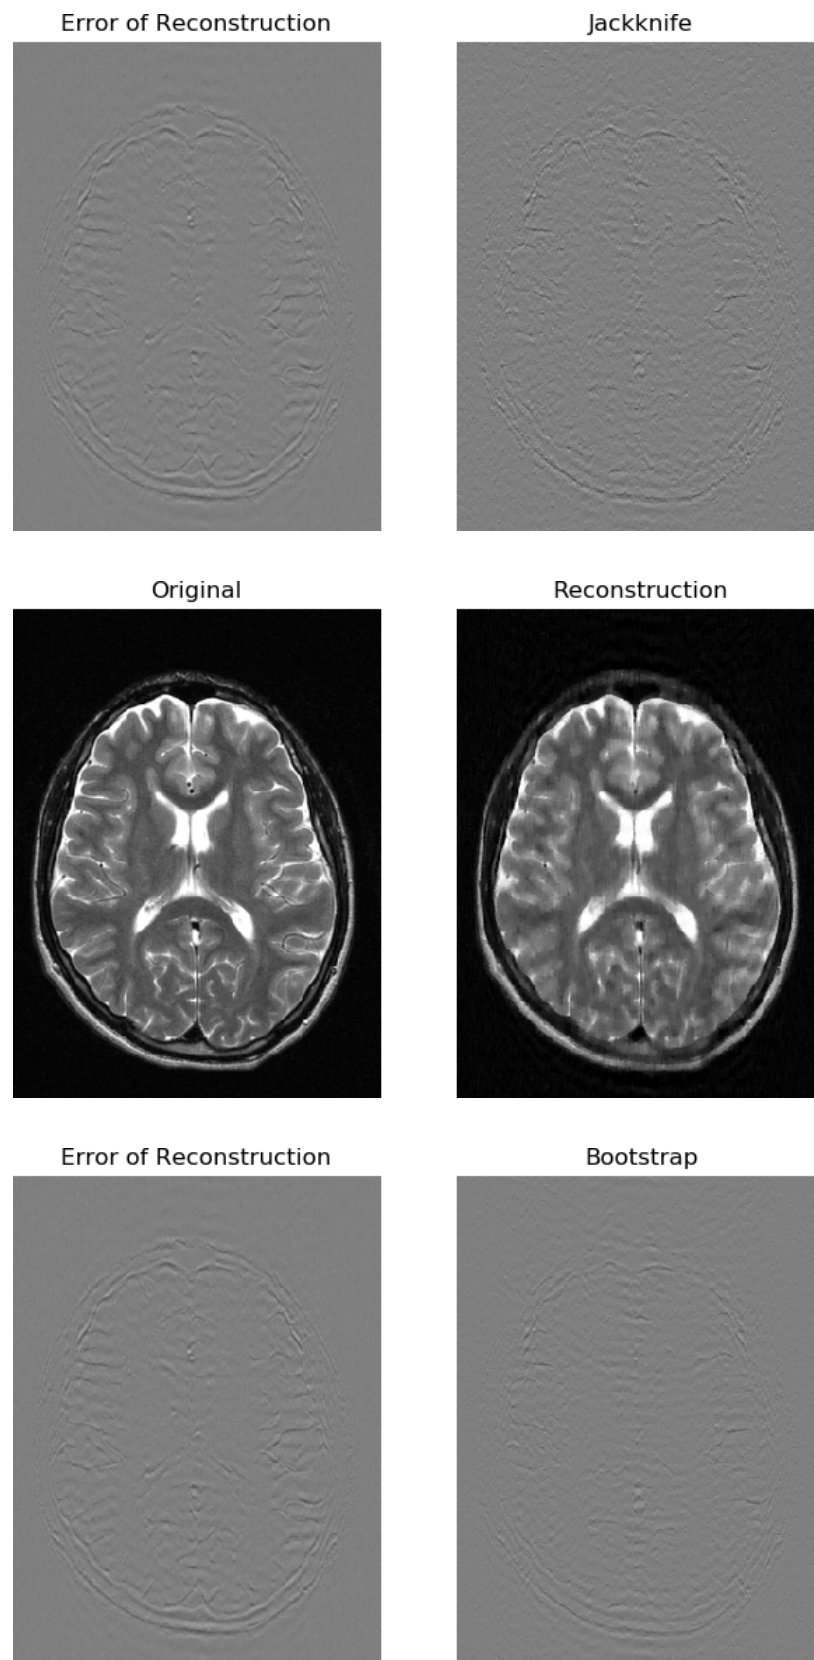 Error of Reconstruction
Jackknife
Original
Reconstruction
Error of Reconstruction
Bootstrap